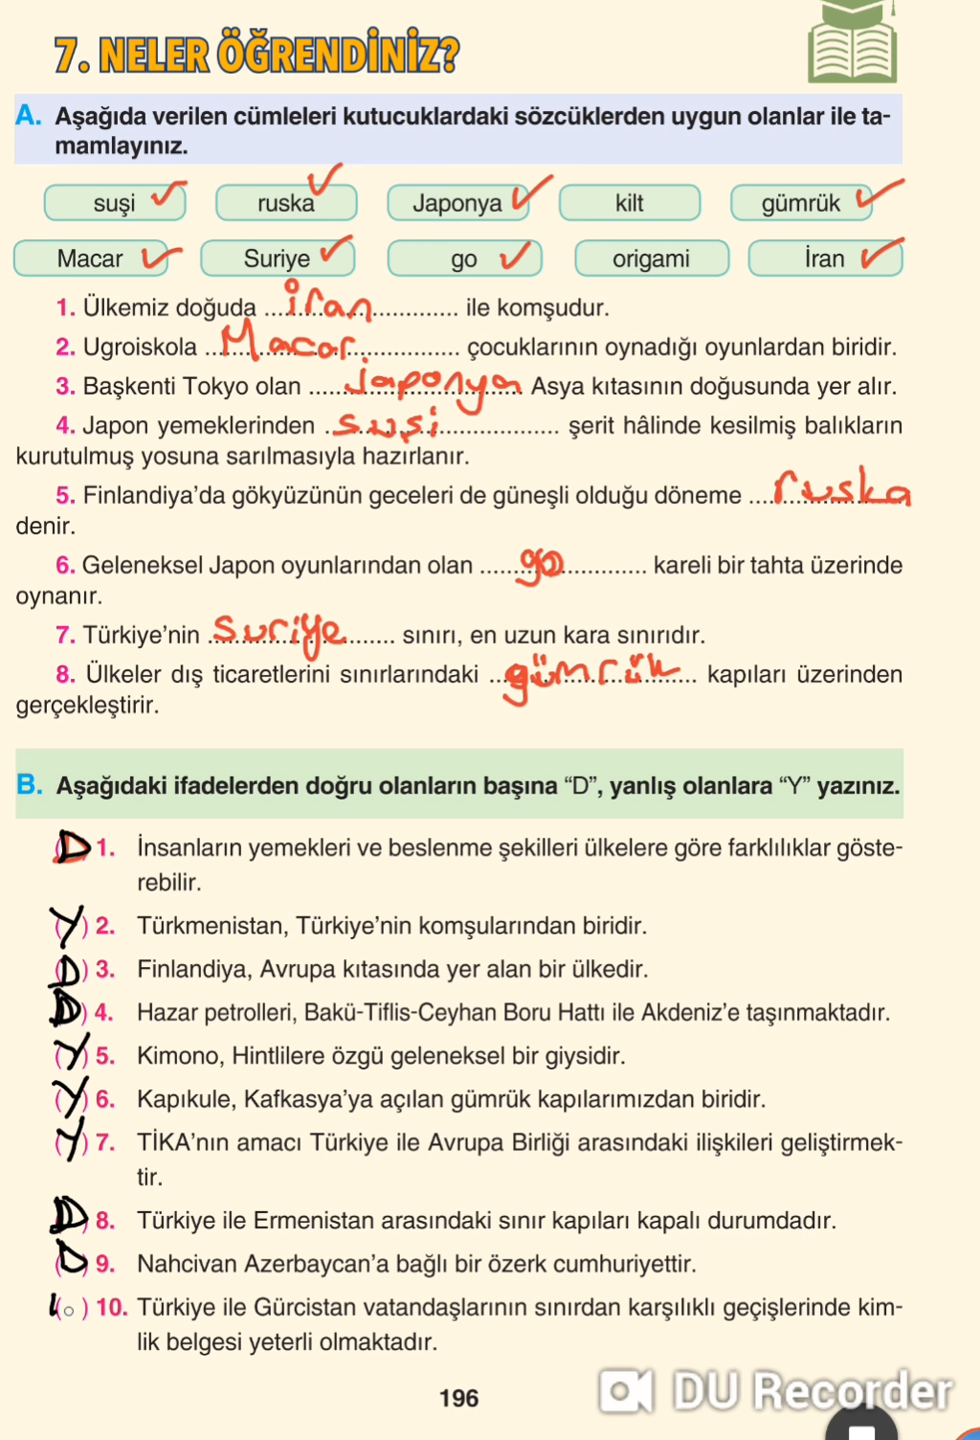 7. NELER ÖĞRENDİNİZ?
A. Aşağıda verilen cümleleri kutucuklardaki sözcüklerden uygun olanlar ile ta-
mamlayınız.
suşi ruska Japonya kilt gümrük
Macar Suriye go origami İran
1. Ülkemiz doğuda ...iran... ile komşudur.
2. Ugroiskola ...Macar... çocuklarının oynadığı oyunlardan biridir.
3. Başkenti Tokyo olan ...Japonya... Asya kıtasının doğusunda yer alır.
4. Japon yemeklerinden ...suşi... şerit hâlinde kesilmiş balıkların
kurutulmuş yosuna sarılmasıyla hazırlanır.
5. Finlandiya'da gökyüzünün geceleri de güneşli olduğu döneme ...ruska
denir.
6. Geleneksel Japon oyunlarından olan ...go... kareli bir tahta üzerinde
oynanır.
7. Türkiye'nin ...suriye... sınırı, en uzun kara sınırıdır.
8. Ülkeler dış ticaretlerini sınırlarındaki ...gümrük... kapıları üzerinden
gerçekleştirir.
B. Aşağıdaki ifadelerden doğru olanların başına “D”, yanlış olanlara “Y” yazınız.
(D) 1. İnsanların yemekleri ve beslenme şekilleri ülkelere göre farklılıklar göste-
rebilir.
(Y) 2. Türkmenistan, Türkiye'nin komşularından biridir.
(D) 3. Finlandiya, Avrupa kıtasında yer alan bir ülkedir.
(D) 4. Hazar petrolleri, Bakü-Tiflis-Ceyhan Boru Hattı ile Akdeniz'e taşınmaktadır.
(Y) 5. Kimono, Hintlilere özgü geleneksel bir giysidir.
(Y) 6. Kapıkule, Kafkasya'ya açılan gümrük kapılarımızdan biridir.
(Y) 7. TİKA'nın amacı Türkiye ile Avrupa Birliği arasındaki ilişkileri geliştirmek-
tir.
(D) 8. Türkiye ile Ermenistan arasındaki sınır kapıları kapalı durumdadır.
(D) 9. Nahcivan Azerbaycan'a bağlı bir özerk cumhuriyettir.
( ) 10. Türkiye ile Gürcistan vatandaşlarının sınırdan karşılıklı geçişlerinde kim-
lik belgesi yeterli olmaktadır.
196
DU Recorder